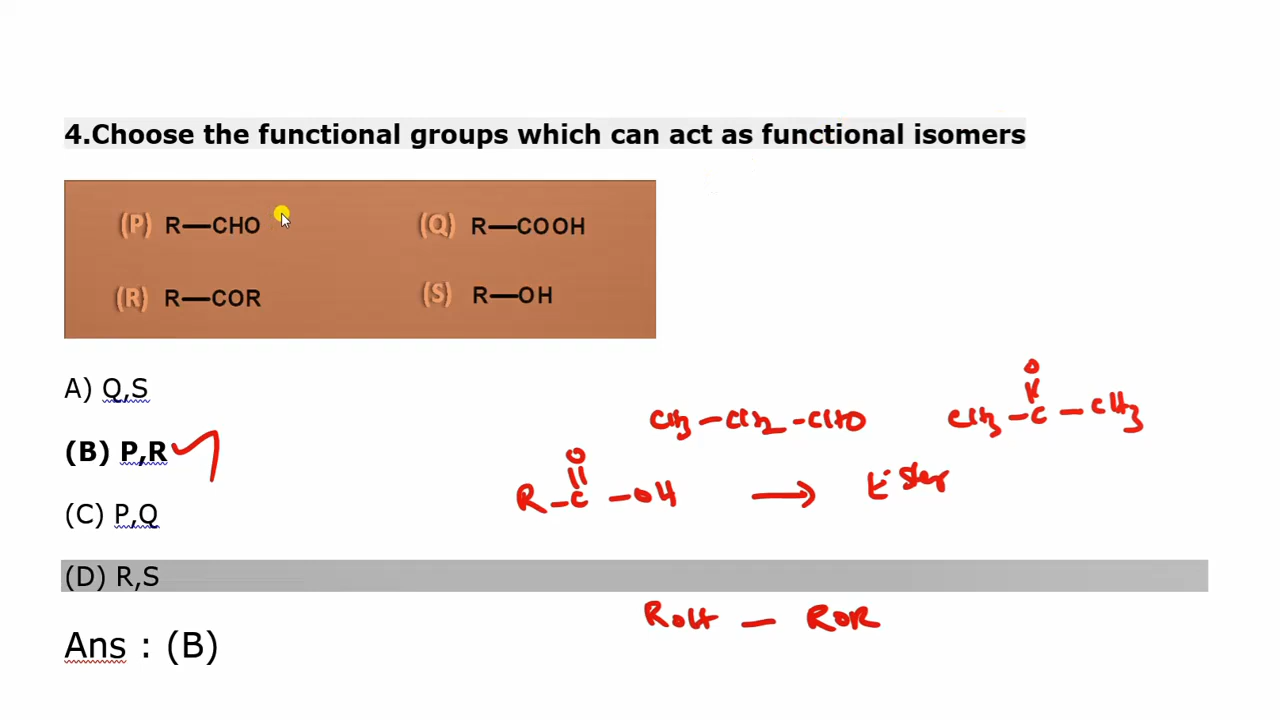 4.Choose the functional groups which can act as functional isomers
(P) R—CHO (Q) R—COOH
(R) R—COR (S) R—OH
A) Q,S
O
CH3 – CH2 – CHO CH3 – C – CH3
(B) P,R
O
R – C – OH → Ester
(C) P,Q
(D) R,S
ROH – ROR
Ans : (B)